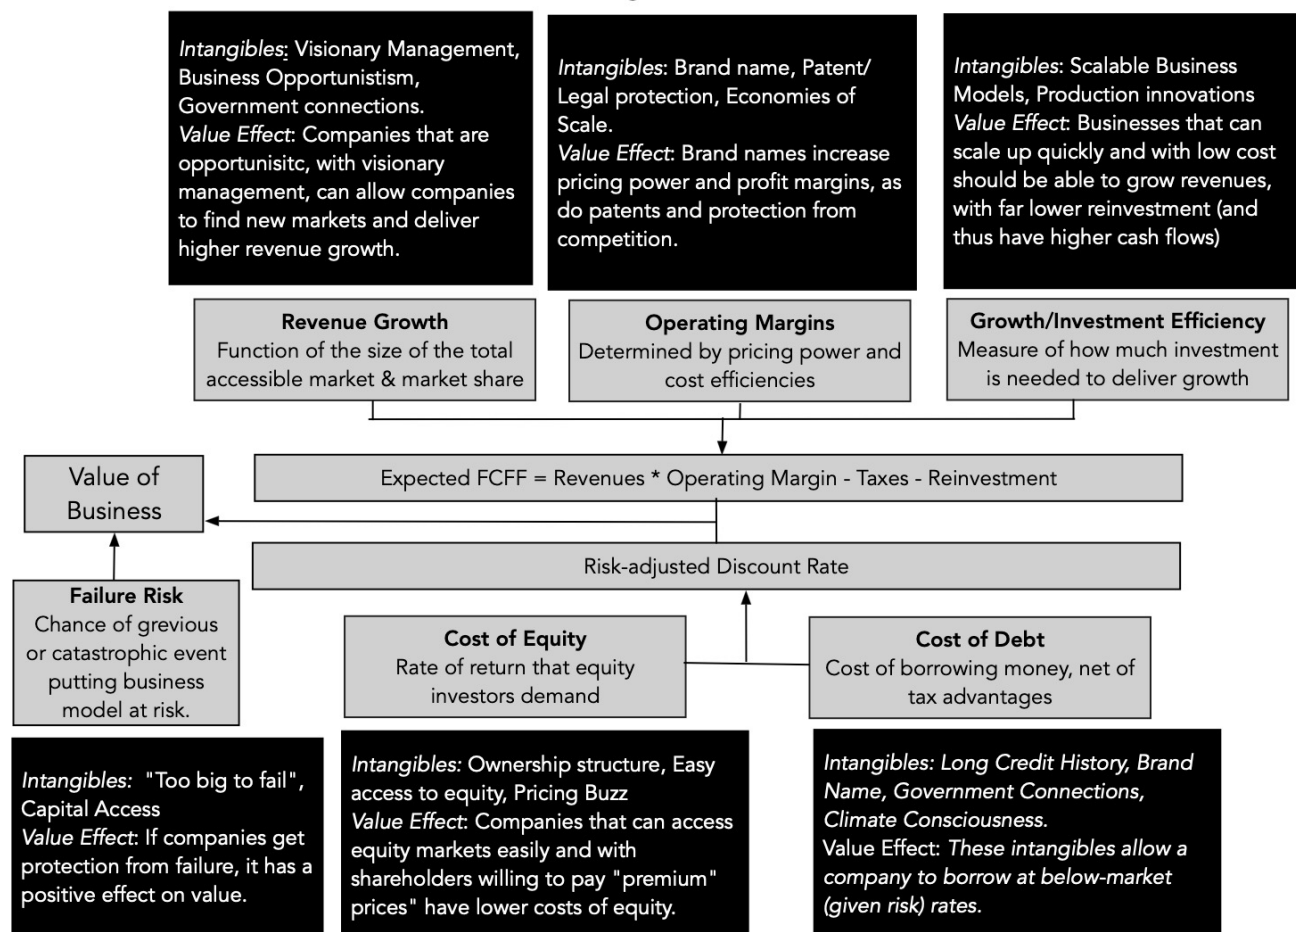 Intangibles: Visionary Management,
Business Opportunistism,
Government connections.
Value Effect: Companies that are
opportunisitc, with visionary
management, can allow companies
to find new markets and deliver
higher revenue growth.
Intangibles: Brand name, Patent/
Legal protection, Economies of
Scale.
Value Effect: Brand names increase
pricing power and profit margins, as
do patents and protection from
competition.
Intangibles: Scalable Business
Models, Production innovations
Value Effect: Businesses that can
scale up quickly and with low cost
should be able to grow revenues,
with far lower reinvestment (and
thus have higher cash flows)
Revenue Growth
Function of the size of the total
accessible market & market share
Operating Margins
Determined by pricing power and
cost efficiencies
Growth/Investment Efficiency
Measure of how much investment
is needed to deliver growth
Value of
Business
Expected FCFF = Revenues * Operating Margin - Taxes - Reinvestment
Risk-adjusted Discount Rate
Failure Risk
Chance of grevious
or catastrophic event
putting business
model at risk.
Cost of Equity
Rate of return that equity
investors demand
Cost of Debt
Cost of borrowing money, net of
tax advantages
Intangibles: "Too big to fail",
Capital Access
Value Effect: If companies get
protection from failure, it has a
positive effect on value.
Intangibles: Ownership structure, Easy
access to equity, Pricing Buzz
Value Effect: Companies that can access
equity markets easily and with
shareholders willing to pay "premium"
prices" have lower costs of equity.
Intangibles: Long Credit History, Brand
Name, Government Connections,
Climate Consciousness.
Value Effect: These intangibles allow a
company to borrow at below-market
(given risk) rates.